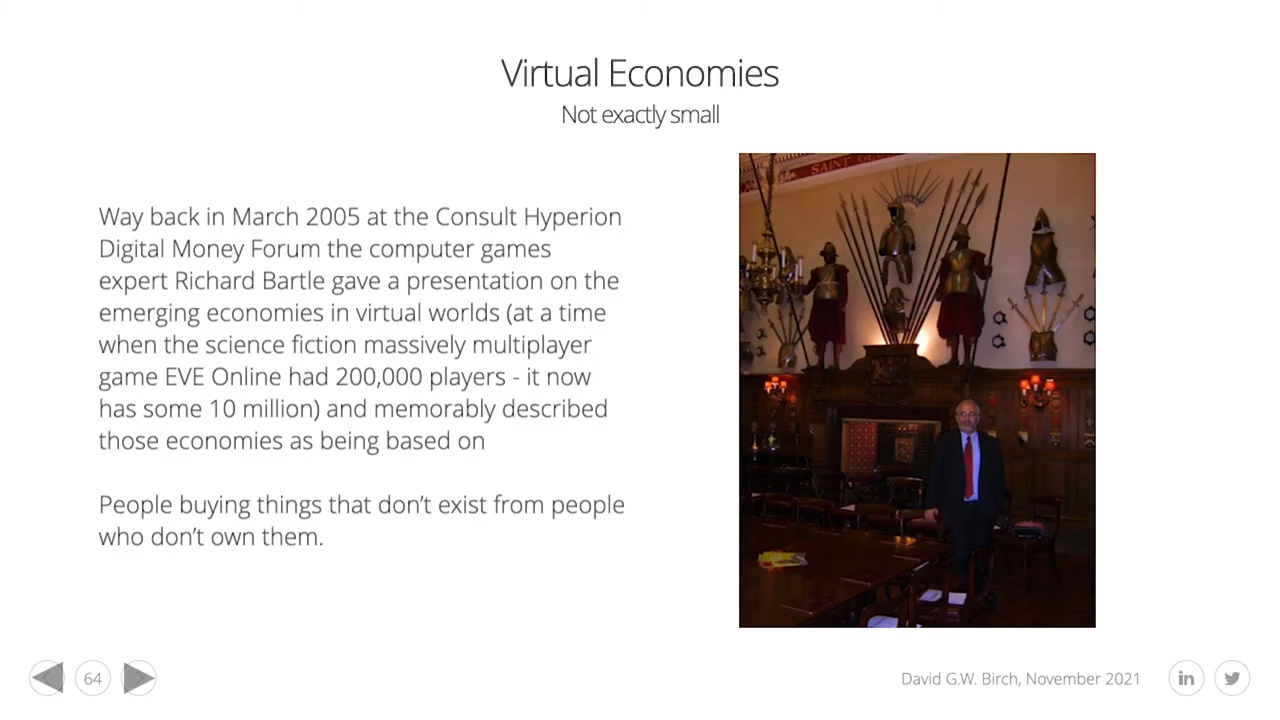 Virtual Economies
Not exactly small
SAINT GEO
Way back in March 2005 at the Consult Hyperion
Digital Money Forum the computer games
expert Richard Bartle gave a presentation on the
emerging economies in virtual worlds (at a time
when the science fiction massively multiplayer
game EVE Online had 200,000 players - it now
has some 10 million) and memorably described
those economies as being based on
People buying things that don’t exist from people
who don’t own them.
64
David G.W. Birch, November 2021
in